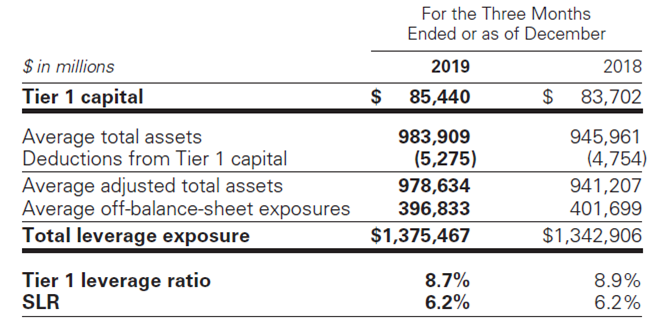 For the Three Months
Ended or as of December
$ in millions 2019 2018
Tier 1 capital $ 85,440 $ 83,702
Average total assets 983,909 945,961
Deductions from Tier 1 capital (5,275) (4,754)
Average adjusted total assets 978,634 941,207
Average off-balance-sheet exposures 396,833 401,699
Total leverage exposure $1,375,467 $1,342,906
Tier 1 leverage ratio 8.7% 8.9%
SLR 6.2% 6.2%